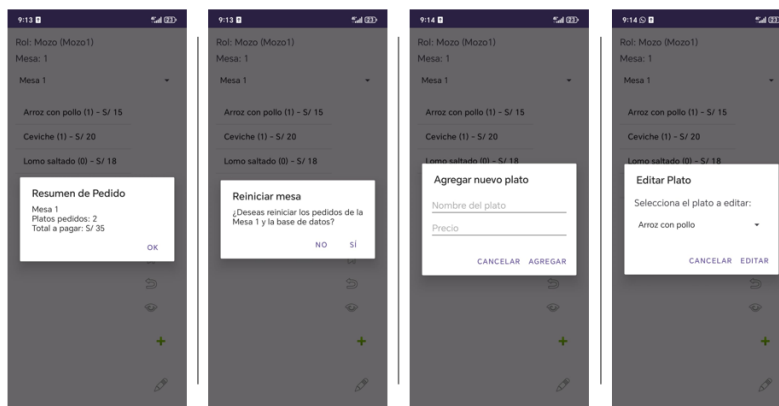 9:13
Rol: Mozo (Mozo1)
Mesa: 1
Mesa 1
Arroz con pollo (1) - S/ 15
Ceviche (1) - S/ 20
Lomo saltado (0) - S/ 18
Resumen de Pedido
Mesa 1
Platos pedidos: 2
Total a pagar: S/ 35
OK
9:13
Rol: Mozo (Mozo1)
Mesa: 1
Mesa 1
Arroz con pollo (1) - S/ 15
Ceviche (1) - S/ 20
Lomo saltado (0) - S/ 18
Reiniciar mesa
¿Deseas reiniciar los pedidos de la
Mesa 1 y la base de datos?
NO SÍ
9:14
Rol: Mozo (Mozo1)
Mesa: 1
Mesa 1
Arroz con pollo (1) - S/ 15
Ceviche (1) - S/ 20
Lomo saltado (0) - S/ 18
Agregar nuevo plato
Nombre del plato
Precio
CANCELAR AGREGAR
9:14
Rol: Mozo (Mozo1)
Mesa: 1
Mesa 1
Arroz con pollo (1) - S/ 15
Ceviche (1) - S/ 20
Lomo saltado (0) - S/ 18
Editar Plato
Selecciona el plato a editar:
Arroz con pollo
CANCELAR EDITAR